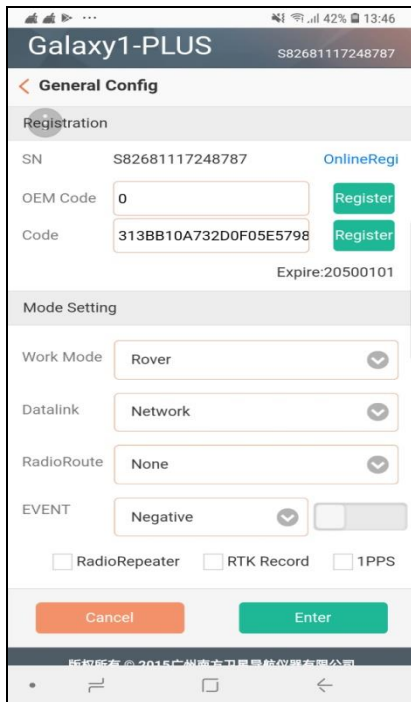 42% 13:46
Galaxy1-PLUS S82681117248787
General Config
Registration
SN S82681117248787 OnlineRegi
OEM Code 0 Register
Code 313BB10A732D0F05E5798 Register
Expire:20500101
Mode Setting
Work Mode Rover
Datalink Network
RadioRoute None
EVENT Negative
RadioRepeater RTK Record 1PPS
Cancel Enter
版权所有 © 2015广州南方卫星导航仪器有限公司